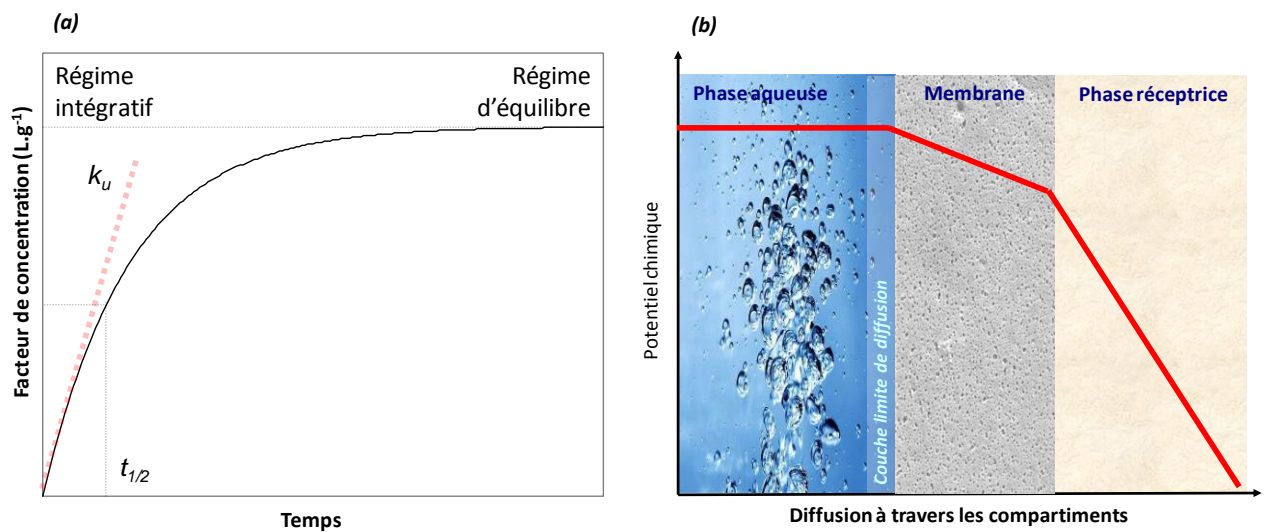 (a)
Régime
intégratif
Régime
d'équilibre
Facteur de concentration (L.g⁻¹)
kᵤ
t₁/₂
Temps
(b)
Phase aqueuse
Membrane
Phase réceptrice
Potentiel chimique
Couche limite de diffusion
Diffusion à travers les compartiments